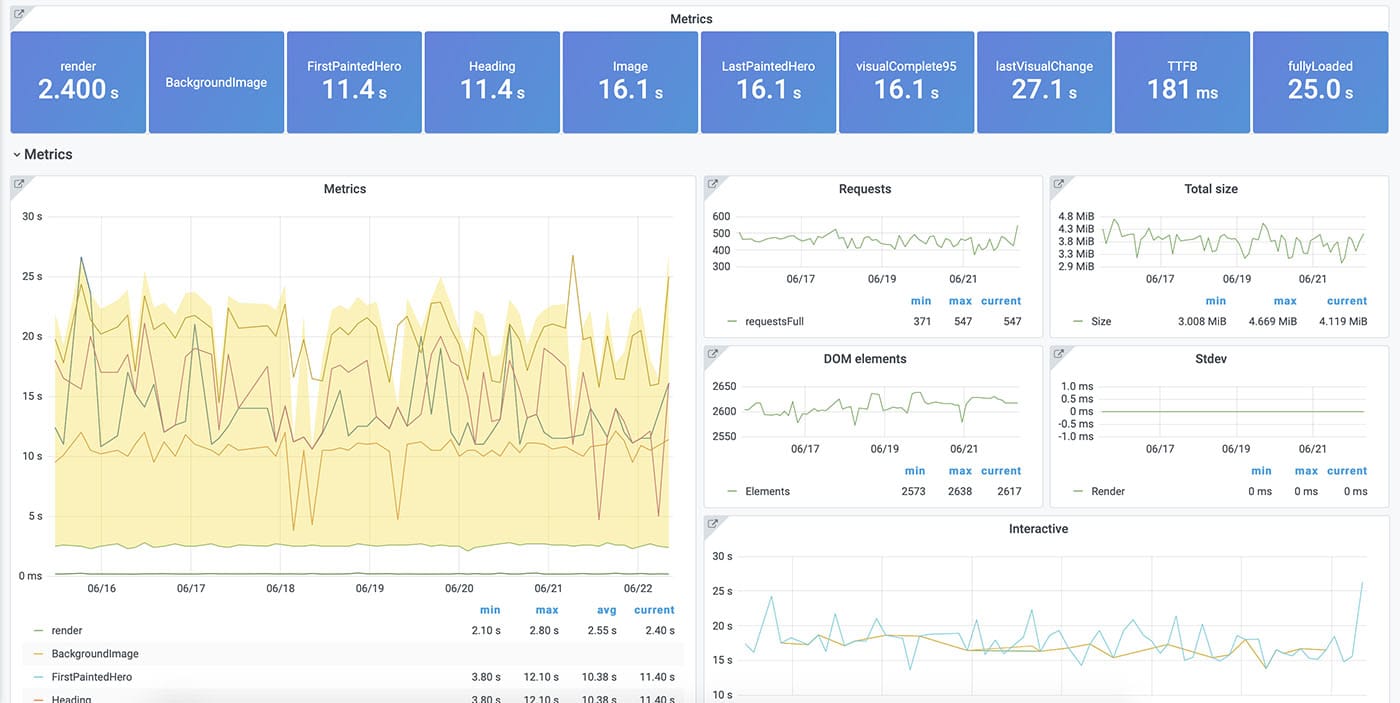 Metrics
render
2.400 s
BackgroundImage
FirstPaintedHero
11.4 s
Heading
11.4 s
Image
16.1 s
LastPaintedHero
16.1 s
visualComplete95
16.1 s
lastVisualChange
27.1 s
TTFB
181 ms
fullyLoaded
25.0 s
Metrics
Metrics
30 s
25 s
20 s
15 s
10 s
5 s
0 ms
06/16 06/17 06/18 06/19 06/20 06/21 06/22
min max avg current
render 2.10 s 2.80 s 2.55 s 2.40 s
BackgroundImage
FirstPaintedHero 3.80 s 12.10 s 10.38 s 11.40 s
Heading 3.80 s 12.10 s 10.38 s 11.40 s
Requests
600
500
400
300
06/17 06/19 06/21
min max current
requestsFull 371 547 547
Total size
4.8 MiB
4.3 MiB
3.8 MiB
3.3 MiB
2.9 MiB
06/17 06/19 06/21
min max current
Size 3.008 MiB 4.669 MiB 4.119 MiB
DOM elements
2650
2600
2550
06/17 06/19 06/21
min max current
Elements 2573 2638 2617
Stdev
1.0 ms
0.5 ms
0 ms
-0.5 ms
-1.0 ms
06/17 06/19 06/21
min max current
Render 0 ms 0 ms 0 ms
Interactive
30 s
25 s
20 s
15 s
10 s